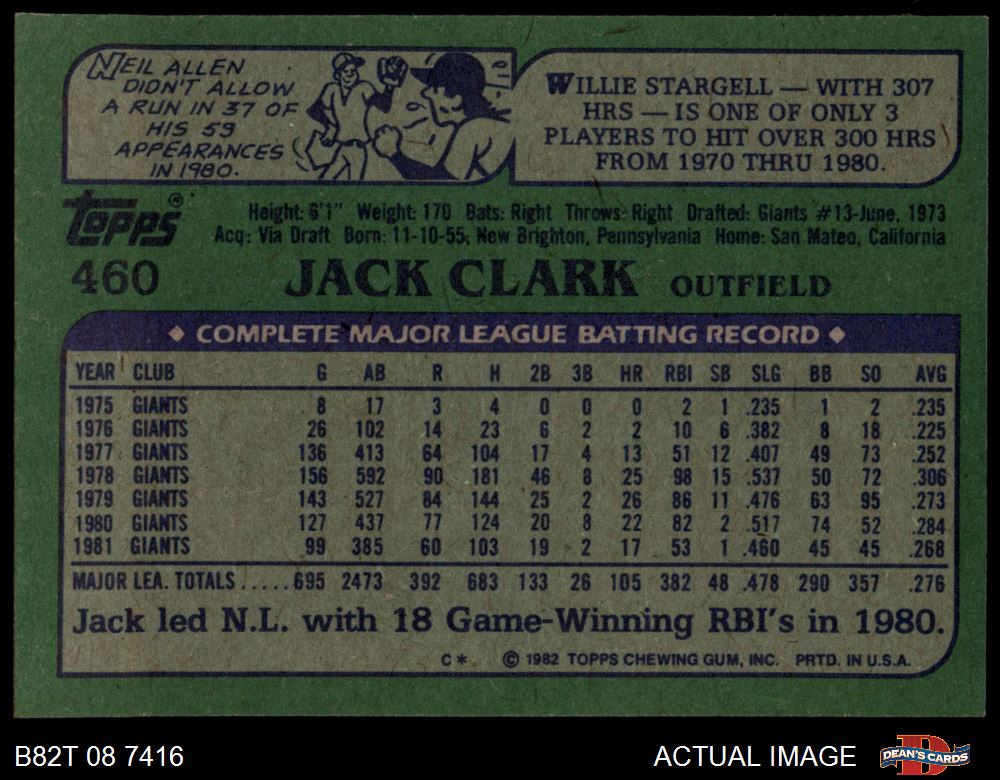 NEIL ALLEN
DIDN'T ALLOW
A RUN IN 37 OF
HIS 59
APPEARANCES
IN 1980.
WILLIE STARGELL — WITH 307
HRS — IS ONE OF ONLY 3
PLAYERS TO HIT OVER 300 HRS
FROM 1970 THRU 1980.
topps®
Height: 6'1" Weight: 170 Bats: Right Throws: Right Drafted: Giants #13-June, 1973
Acq: Via Draft Born: 11-10-55, New Brighton, Pennsylvania Home: San Mateo, California
460 JACK CLARK OUTFIELD
◆ COMPLETE MAJOR LEAGUE BATTING RECORD ◆
YEAR CLUB G AB R H 2B 3B HR RBI SB SLG BB SO AVG
1975 GIANTS 8 17 3 4 0 0 0 2 1 .235 1 2 .235
1976 GIANTS 26 102 14 23 6 2 2 10 6 .382 8 18 .225
1977 GIANTS 136 413 64 104 17 4 13 51 12 .407 49 73 .252
1978 GIANTS 156 592 90 181 46 8 25 98 15 .537 50 72 .306
1979 GIANTS 143 527 84 144 25 2 26 86 11 .476 63 95 .273
1980 GIANTS 127 437 77 124 20 8 22 82 2 .517 74 52 .284
1981 GIANTS 99 385 60 103 19 2 17 53 1 .460 45 45 .268
MAJOR LEA. TOTALS.....695 2473 392 683 133 26 105 382 48 .478 290 357 .276
Jack led N.L. with 18 Game-Winning RBI's in 1980.
C* © 1982 TOPPS CHEWING GUM, INC. PRTD. IN U.S.A.
B82T 08 7416 ACTUAL IMAGE D DEAN'S CARDS